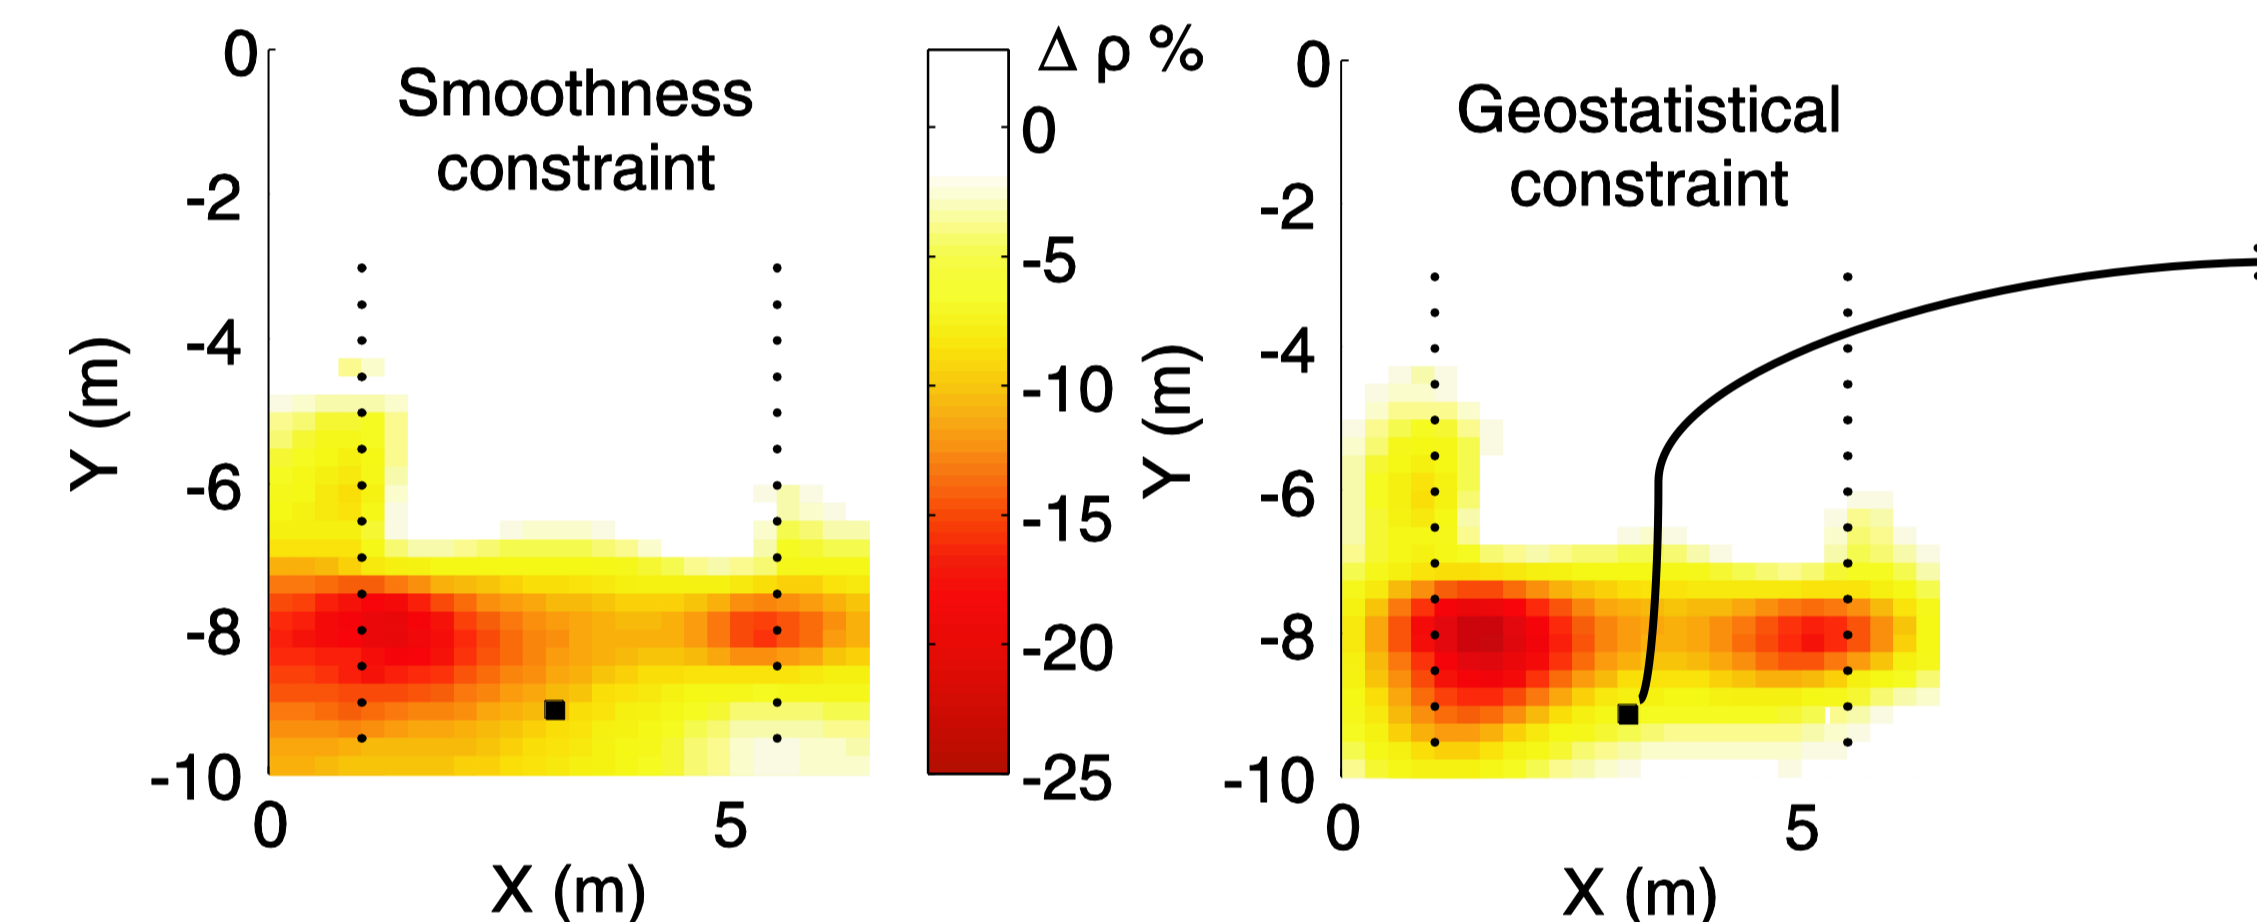 Smoothness
constraint
0
-2
-4
-6
-8
-10
Y (m)
0
5
X (m)
Δ ρ %
0
-5
-10
-15
-20
-25
Geostatistical
constraint
0
-2
-4
-6
-8
-10
Y (m)
0
5
X (m)